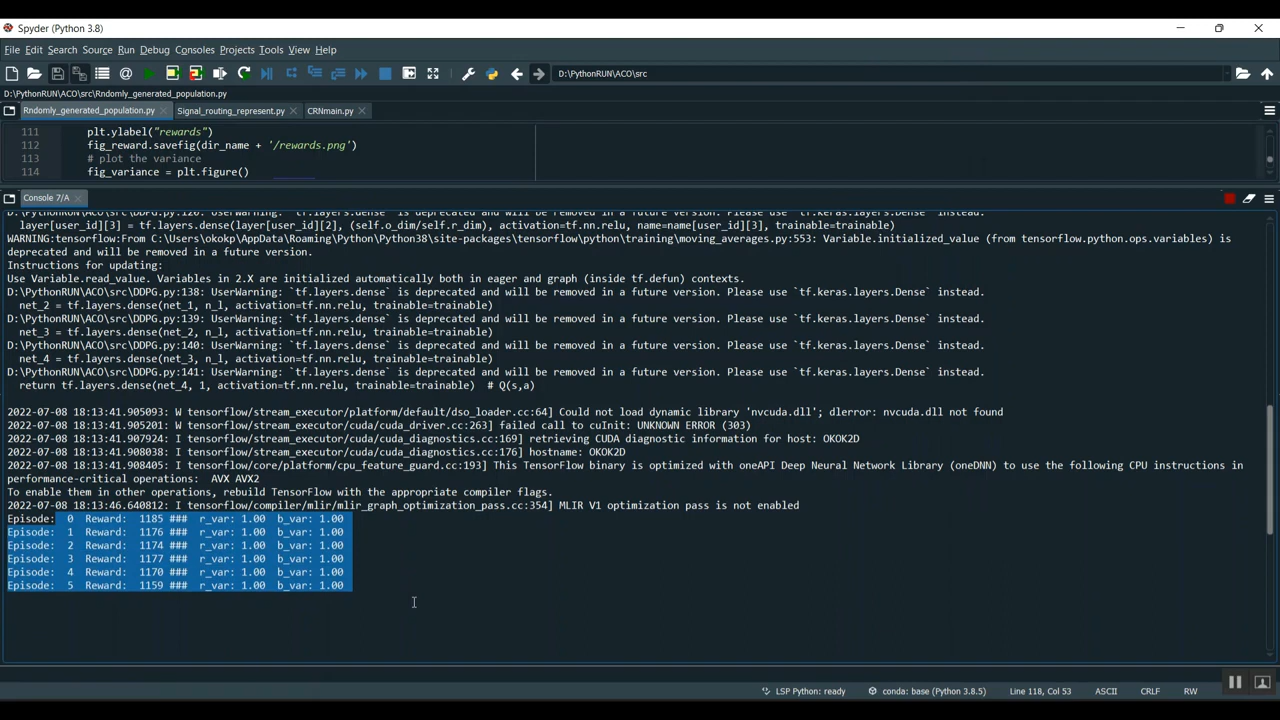 Spyder (Python 3.8)
File Edit Search Source Run Debug Consoles Projects Tools View Help
D:\PythonRUN\ACO\src
D:\PythonRUN\ACO\src\Rndomly_generated_population.py
Rndomly_generated_population.py Signal_routing_represent.py CRNmain.py
111 plt.ylabel("rewards")
112 fig_reward.savefig(dir_name + '/rewards.png')
113 # plot the variance
114 fig_variance = plt.figure()
Console 7/A
D:\PythonRUN\ACO\src\DDPG.py:120: UserWarning: `tf.layers.dense` is deprecated and will be removed in a future version. Please use `tf.keras.layers.Dense` instead.
layer[user_id][3] = tf.layers.dense(layer[user_id][2], (self.o_dim/self.r_dim), activation=tf.nn.relu, name=name[user_id][3], trainable=trainable)
WARNING:tensorflow:From C:\Users\okokp\AppData\Roaming\Python\Python38\site-packages\tensorflow\python\training\moving_averages.py:553: Variable.initialized_value (from tensorflow.python.ops.variables) is
deprecated and will be removed in a future version.
Instructions for updating:
Use Variable.read_value. Variables in 2.X are initialized automatically both in eager and graph (inside tf.defun) contexts.
D:\PythonRUN\ACO\src\DDPG.py:138: UserWarning: `tf.layers.dense` is deprecated and will be removed in a future version. Please use `tf.keras.layers.Dense` instead.
net_2 = tf.layers.dense(net_1, n_l, activation=tf.nn.relu, trainable=trainable)
D:\PythonRUN\ACO\src\DDPG.py:139: UserWarning: `tf.layers.dense` is deprecated and will be removed in a future version. Please use `tf.keras.layers.Dense` instead.
net_3 = tf.layers.dense(net_2, n_l, activation=tf.nn.relu, trainable=trainable)
D:\PythonRUN\ACO\src\DDPG.py:140: UserWarning: `tf.layers.dense` is deprecated and will be removed in a future version. Please use `tf.keras.layers.Dense` instead.
net_4 = tf.layers.dense(net_3, n_l, activation=tf.nn.relu, trainable=trainable)
D:\PythonRUN\ACO\src\DDPG.py:141: UserWarning: `tf.layers.dense` is deprecated and will be removed in a future version. Please use `tf.keras.layers.Dense` instead.
return tf.layers.dense(net_4, 1, activation=tf.nn.relu, trainable=trainable) # Q(s,a)
2022-07-08 18:13:41.905093: W tensorflow/stream_executor/platform/default/dso_loader.cc:64] Could not load dynamic library 'nvcuda.dll'; dlerror: nvcuda.dll not found
2022-07-08 18:13:41.905201: W tensorflow/stream_executor/cuda/cuda_driver.cc:263] failed call to cuInit: UNKNOWN ERROR (303)
2022-07-08 18:13:41.907924: I tensorflow/stream_executor/cuda/cuda_diagnostics.cc:169] retrieving CUDA diagnostic information for host: OKOK2D
2022-07-08 18:13:41.908038: I tensorflow/stream_executor/cuda/cuda_diagnostics.cc:176] hostname: OKOK2D
2022-07-08 18:13:41.908405: I tensorflow/core/platform/cpu_feature_guard.cc:193] This TensorFlow binary is optimized with oneAPI Deep Neural Network Library (oneDNN) to use the following CPU instructions in
performance-critical operations: AVX AVX2
To enable them in other operations, rebuild TensorFlow with the appropriate compiler flags.
2022-07-08 18:13:46.640812: I tensorflow/compiler/mlir/mlir_graph_optimization_pass.cc:354] MLIR V1 optimization pass is not enabled
Episode: 0 Reward: 1185 ### r_var: 1.00 b_var: 1.00
Episode: 1 Reward: 1176 ### r_var: 1.00 b_var: 1.00
Episode: 2 Reward: 1174 ### r_var: 1.00 b_var: 1.00
Episode: 3 Reward: 1177 ### r_var: 1.00 b_var: 1.00
Episode: 4 Reward: 1170 ### r_var: 1.00 b_var: 1.00
Episode: 5 Reward: 1159 ### r_var: 1.00 b_var: 1.00
LSP Python: ready conda: base (Python 3.8.5) Line 118, Col 53 ASCII CRLF RW